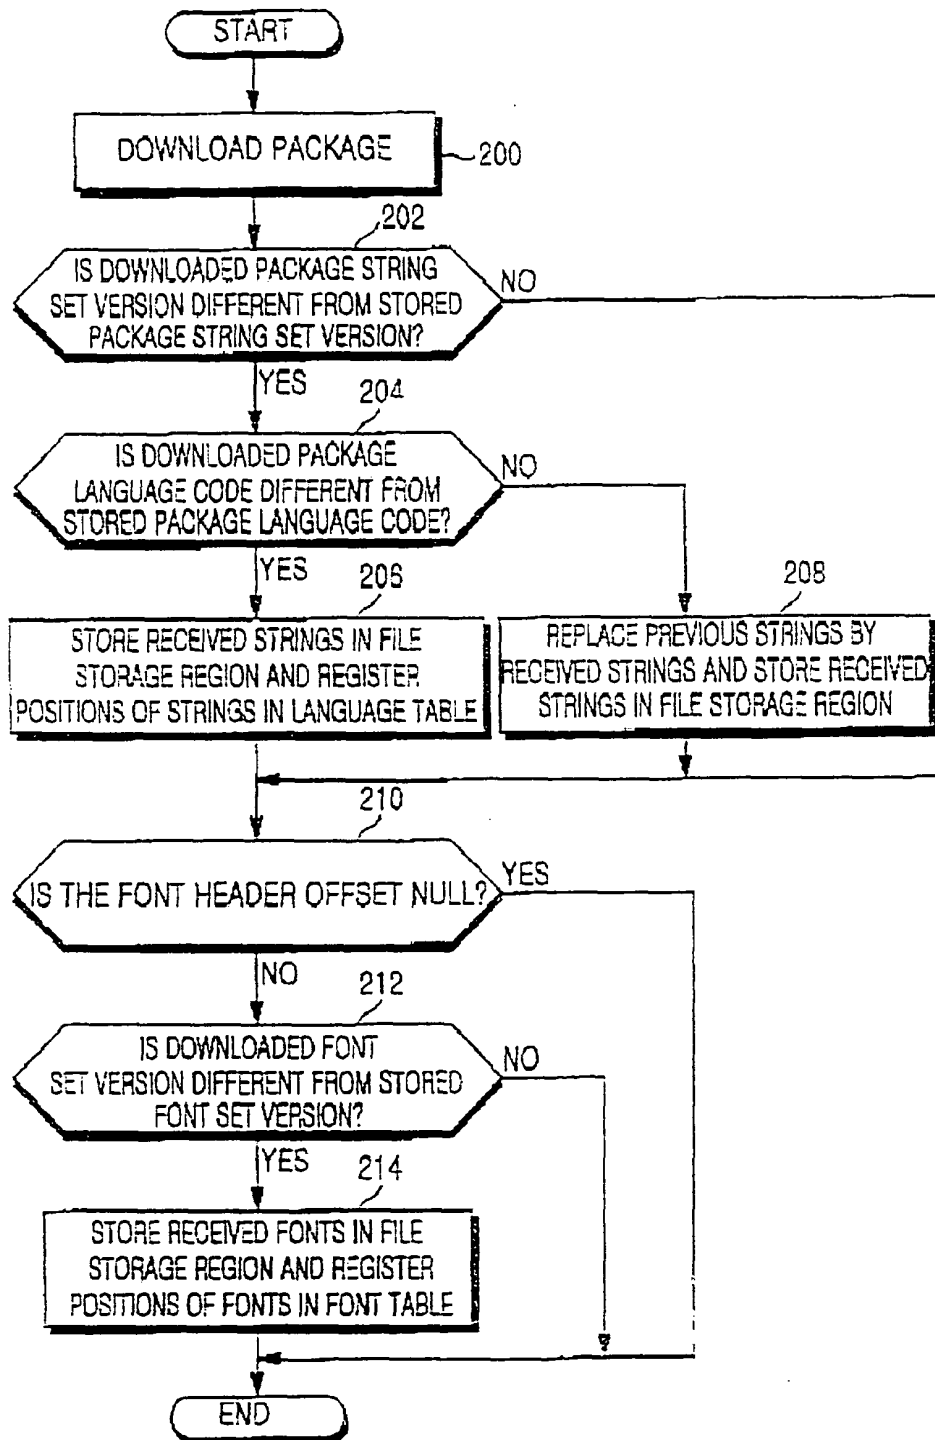 START
DOWNLOAD PACKAGE
200
202
IS DOWNLOADED PACKAGE STRING
SET VERSION DIFFERENT FROM STORED
PACKAGE STRING SET VERSION?
NO
YES
204
IS DOWNLOADED PACKAGE
LANGUAGE CODE DIFFERENT FROM
STORED PACKAGE LANGUAGE CODE?
NO
YES
206
STORE RECEIVED STRINGS IN FILE
STORAGE REGION AND REGISTER
POSITIONS OF STRINGS IN LANGUAGE TABLE
208
REPLACE PREVIOUS STRINGS BY
RECEIVED STRINGS AND STORE RECEIVED
STRINGS IN FILE STORAGE REGION
210
IS THE FONT HEADER OFFSET NULL?
YES
NO
212
IS DOWNLOADED FONT
SET VERSION DIFFERENT FROM STORED
FONT SET VERSION?
NO
YES
214
STORE RECEIVED FONTS IN FILE
STORAGE REGION AND REGISTER
POSITIONS OF FONTS IN FONT TABLE
END